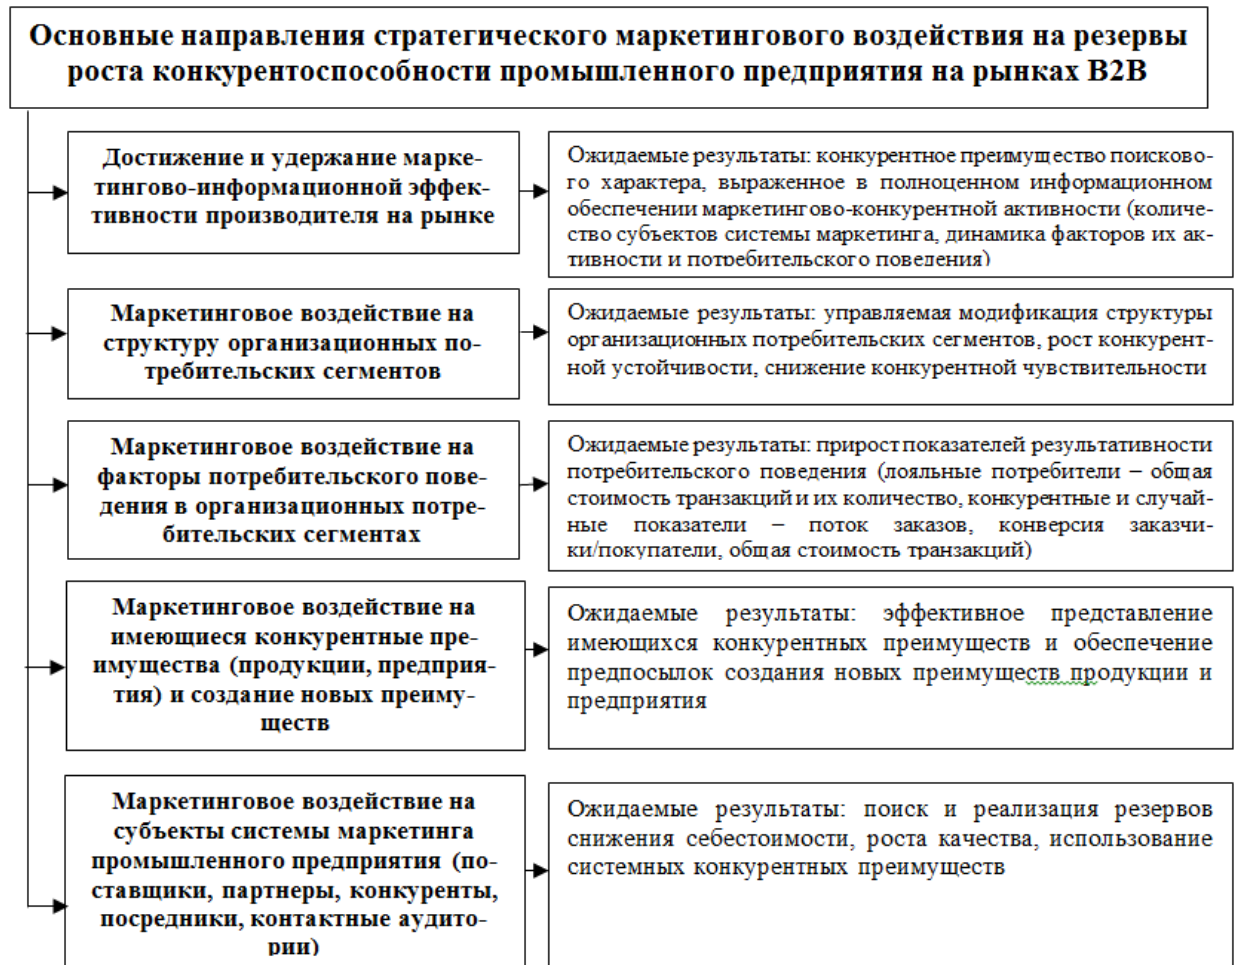 Основные направления стратегического маркетингового воздействия на резервы
роста конкурентоспособности промышленного предприятия на рынках B2B
Достижение и удержание марке-
тингово-информационной эффек-
тивности производителя на рынке
Ожидаемые результаты: конкурентное преимущество поисково-
го характера, выраженное в полноценном информационном
обеспечении маркетингово-конкурентной активности (количе-
ство субъектов системы маркетинга, динамика факторов их ак-
тивности и потребительского поведения)
Маркетинговое воздействие на
структуру организационных по-
требительских сегментов
Ожидаемые результаты: управляемая модификация структуры
организационных потребительских сегментов, рост конкурент-
ной устойчивости, снижение конкурентной чувствительности
Маркетинговое воздействие на
факторы потребительского пове-
дения в организационных потре-
бительских сегментах
Ожидаемые результаты: прирост показателей результативности
потребительского поведения (лояльные потребители – общая
стоимость транзакций и их количество, конкурентные и случай-
ные показатели – поток заказов, конверсия заказчи-
ки/покупатели, общая стоимость транзакций)
Маркетинговое воздействие на
имеющиеся конкурентные пре-
имущества (продукции, предприя-
тия) и создание новых преиму-
ществ
Ожидаемые результаты: эффективное представление
имеющихся конкурентных преимуществ и обеспечение
предпосылок создания новых преимуществ продукции и
предприятия
Маркетинговое воздействие на
субъекты системы маркетинга
промышленного предприятия (по-
ставщики, партнеры, конкуренты,
посредники, контактные аудито-
рии)
Ожидаемые результаты: поиск и реализация резервов
снижения себестоимости, роста качества, использование
системных конкурентных преимуществ